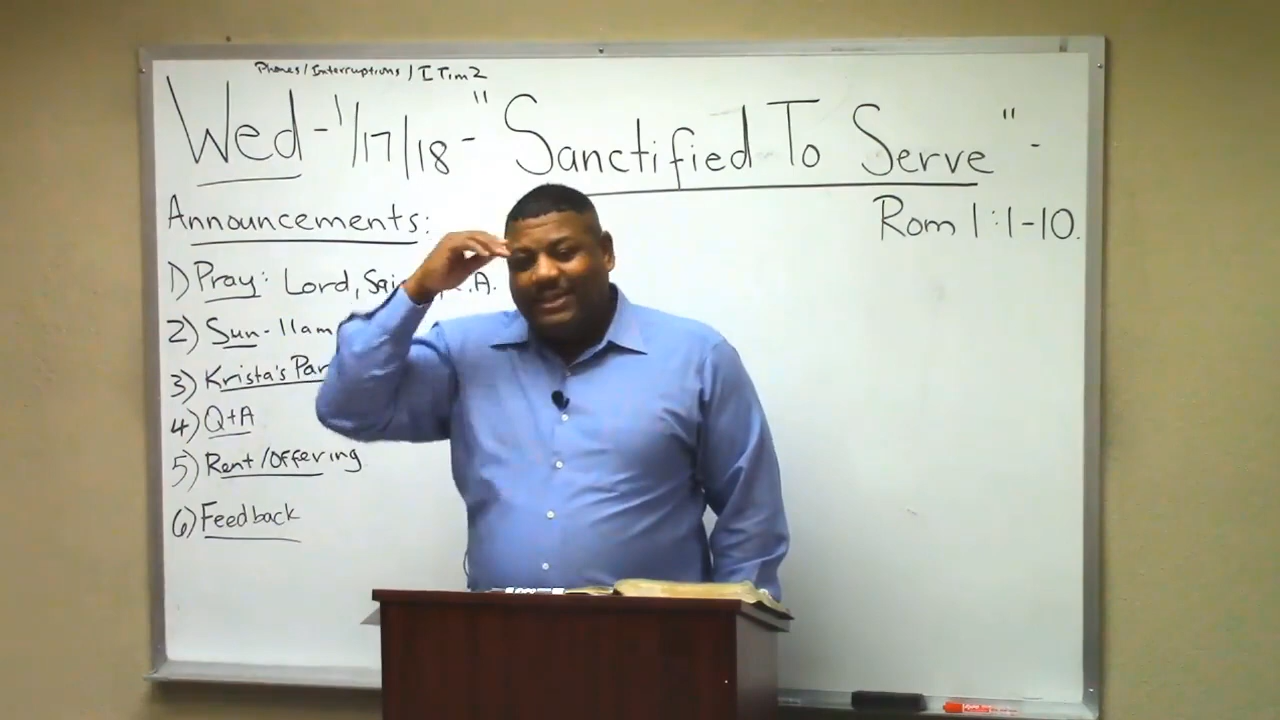 Phones/Interruptions/I Tim 2
Wed - 1/17/18 - "Sanctified To Serve" -
Rom 1:1-10.
Announcements:
1) Pray: Lord, .A.
2) Sun - 11am
3) Krista's
4) Q+A
5) Rent/Offering
6) Feedback